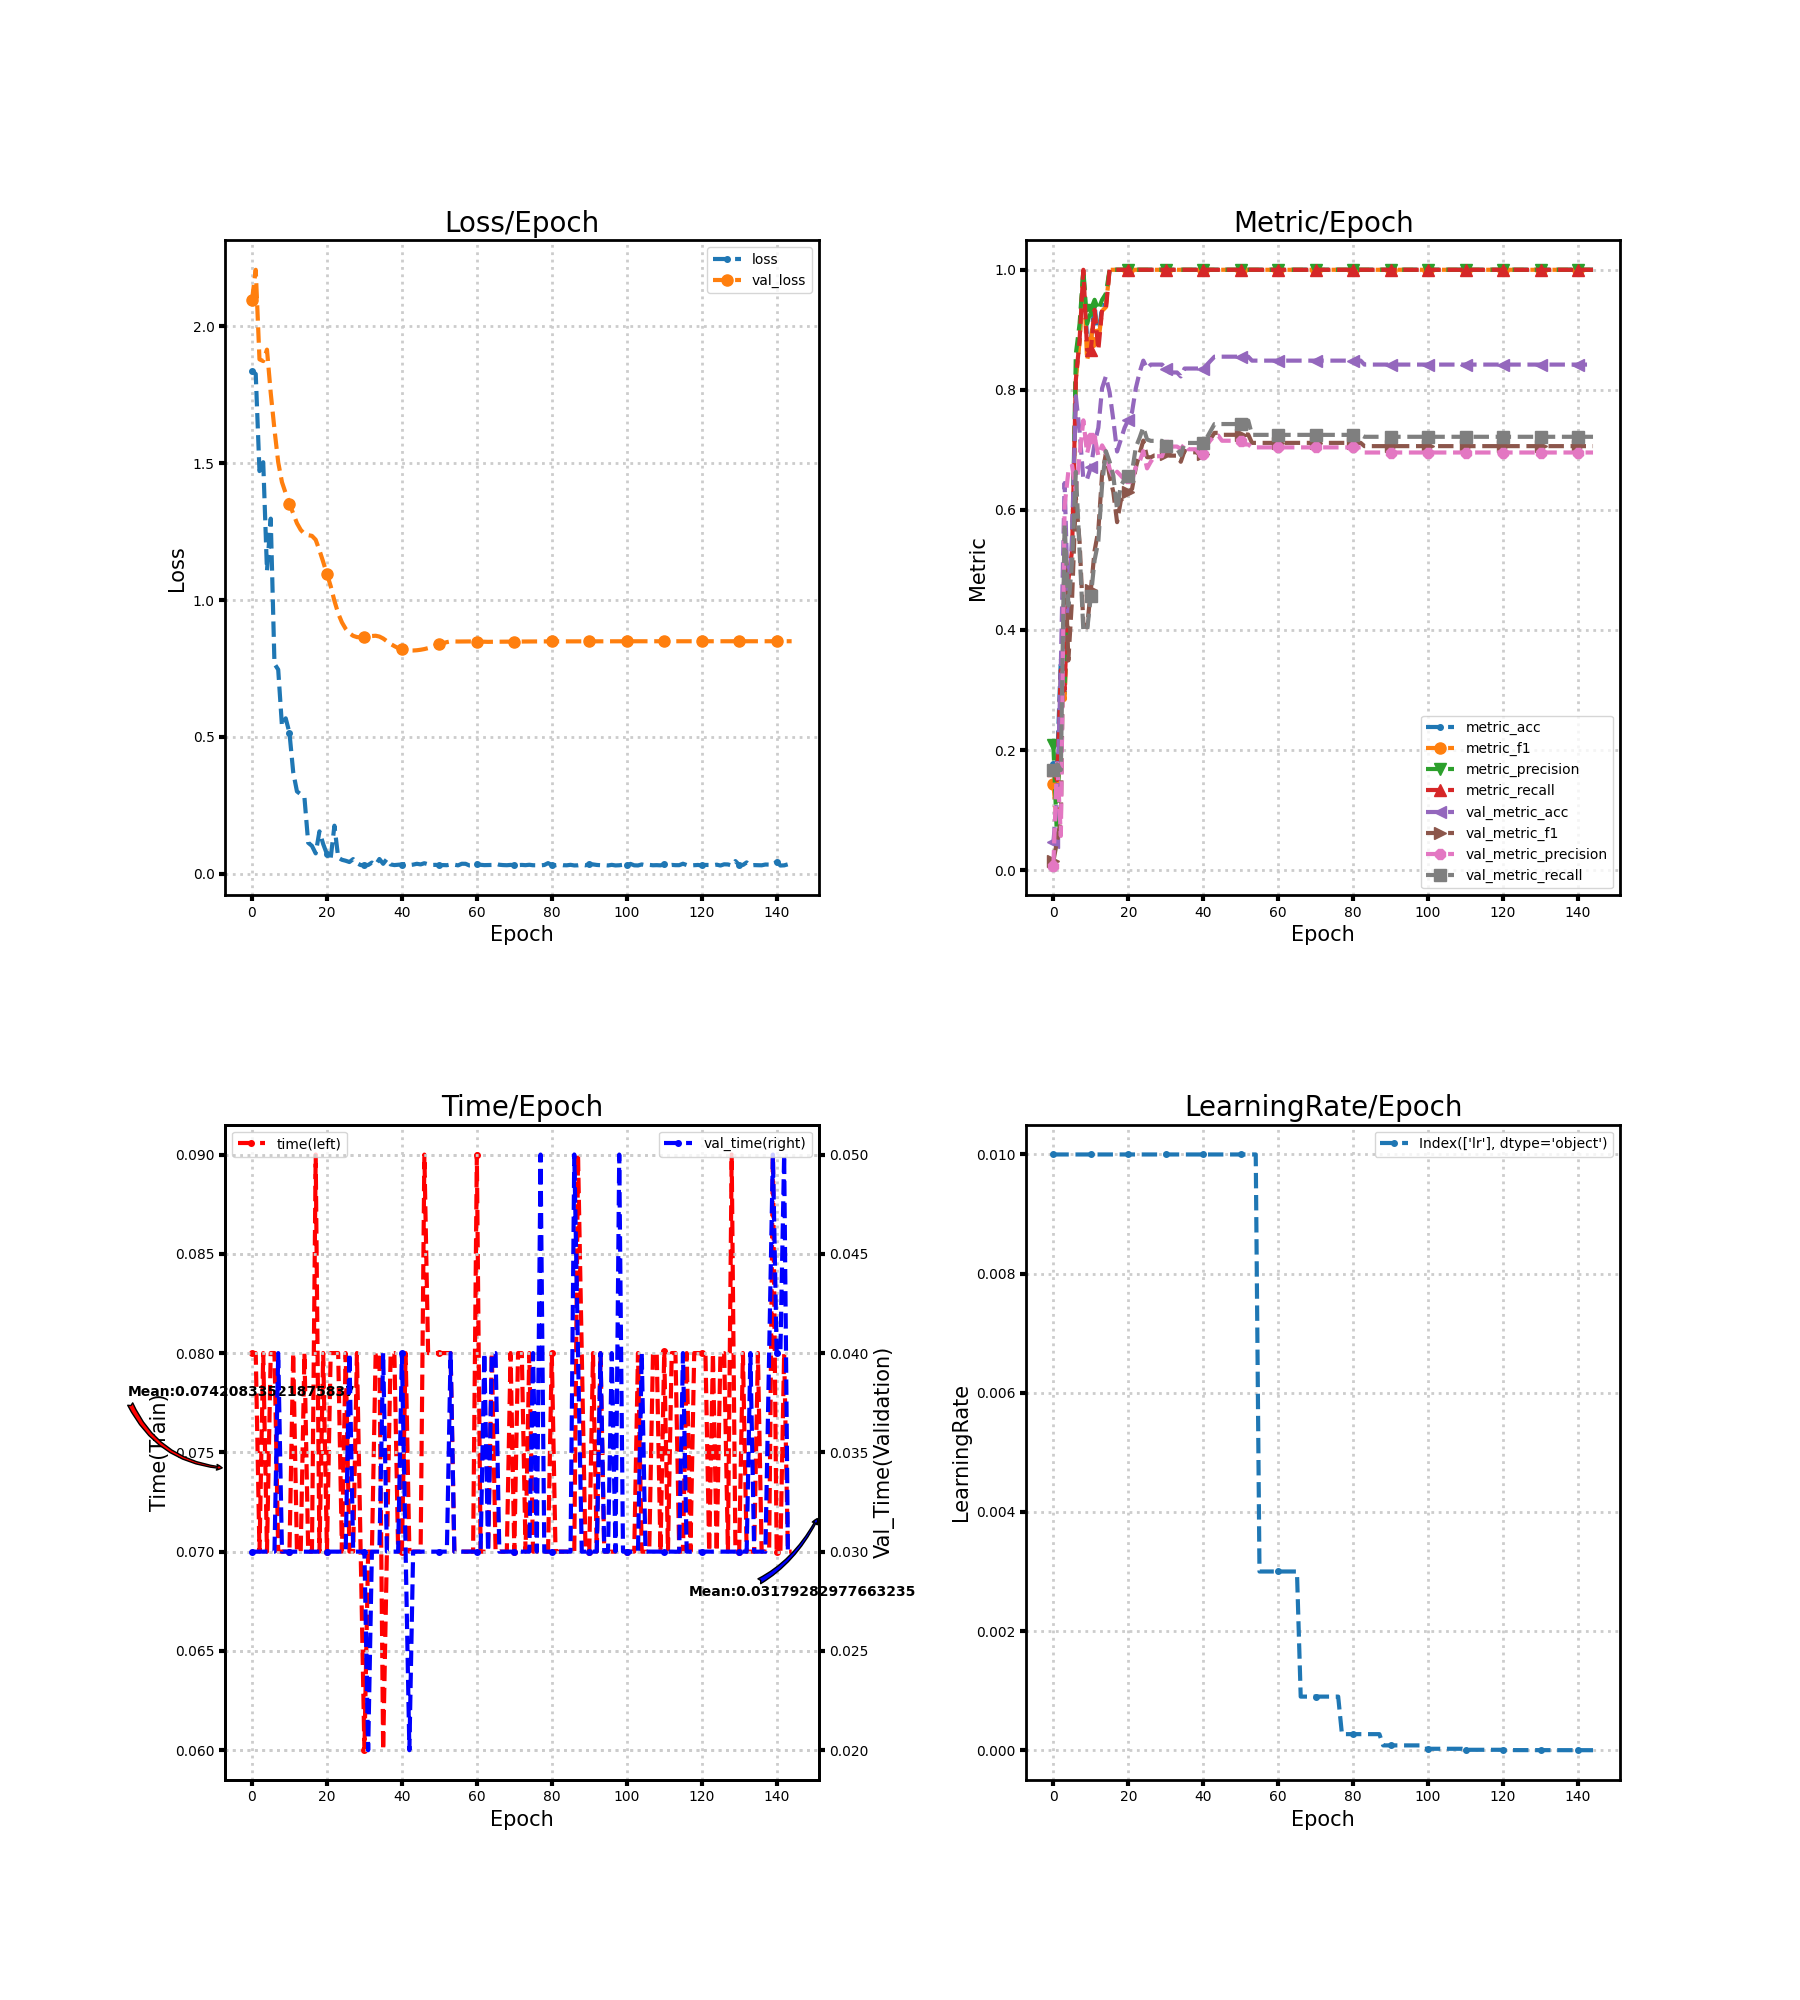 Loss/Epoch
loss
val_loss
2.0
1.5
1.0
0.5
0.0
Loss
0 20 40 60 80 100 120 140
Epoch
Metric/Epoch
1.0
0.8
0.6
0.4
0.2
0.0
Metric
metric_acc
metric_f1
metric_precision
metric_recall
val_metric_acc
val_metric_f1
val_metric_precision
val_metric_recall
0 20 40 60 80 100 120 140
Epoch
Time/Epoch
time(left)
val_time(right)
0.090
0.085
0.080
0.075
0.070
0.065
0.060
Time(Train)
Mean:0.07420833521875837
0.050
0.045
0.040
0.035
0.030
0.025
0.020
Val_Time(Validation)
Mean:0.03179282977663235
0 20 40 60 80 100 120 140
Epoch
LearningRate/Epoch
Index(['lr'], dtype='object')
0.010
0.008
0.006
0.004
0.002
0.000
LearningRate
0 20 40 60 80 100 120 140
Epoch